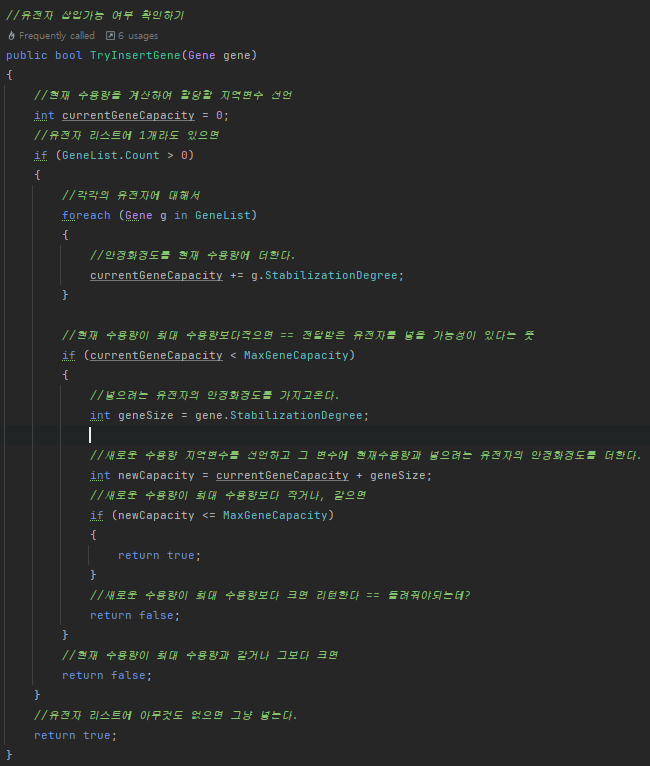 //유전자 삽입가능 여부 확인하기
Frequently called 6 usages
public bool TryInsertGene(Gene gene)
{
//현재 수용량을 계산하여 할당할 지역변수 선언
int currentGeneCapacity = 0;
//유전자 리스트에 1개라도 있으면
if (GeneList.Count > 0)
{
//각각의 유전자에 대해서
foreach (Gene g in GeneList)
{
//안정화정도를 현재 수용량에 더한다.
currentGeneCapacity += g.StabilizationDegree;
}
//현재 수용량이 최대 수용량보다적으면 == 전달받은 유전자를 넣을 가능성이 있다는 뜻
if (currentGeneCapacity < MaxGeneCapacity)
{
//넣으려는 유전자의 안정화정도를 가지고온다.
int geneSize = gene.StabilizationDegree;
//새로운 수용량 지역변수를 선언하고 그 변수에 현재수용량과 넣으려는 유전자의 안정화정도를 더한다.
int newCapacity = currentGeneCapacity + geneSize;
//새로운 수용량이 최대 수용량보다 작거나, 같으면
if (newCapacity <= MaxGeneCapacity)
{
return true;
}
//새로운 수용량이 최대 수용량보다 크면 리턴한다 == 돌려줘야되는데?
return false;
}
//현재 수용량이 최대 수용량과 같거나 그보다 크면
return false;
}
//유전자 리스트에 아무것도 없으면 그냥 넣는다.
return true;
}